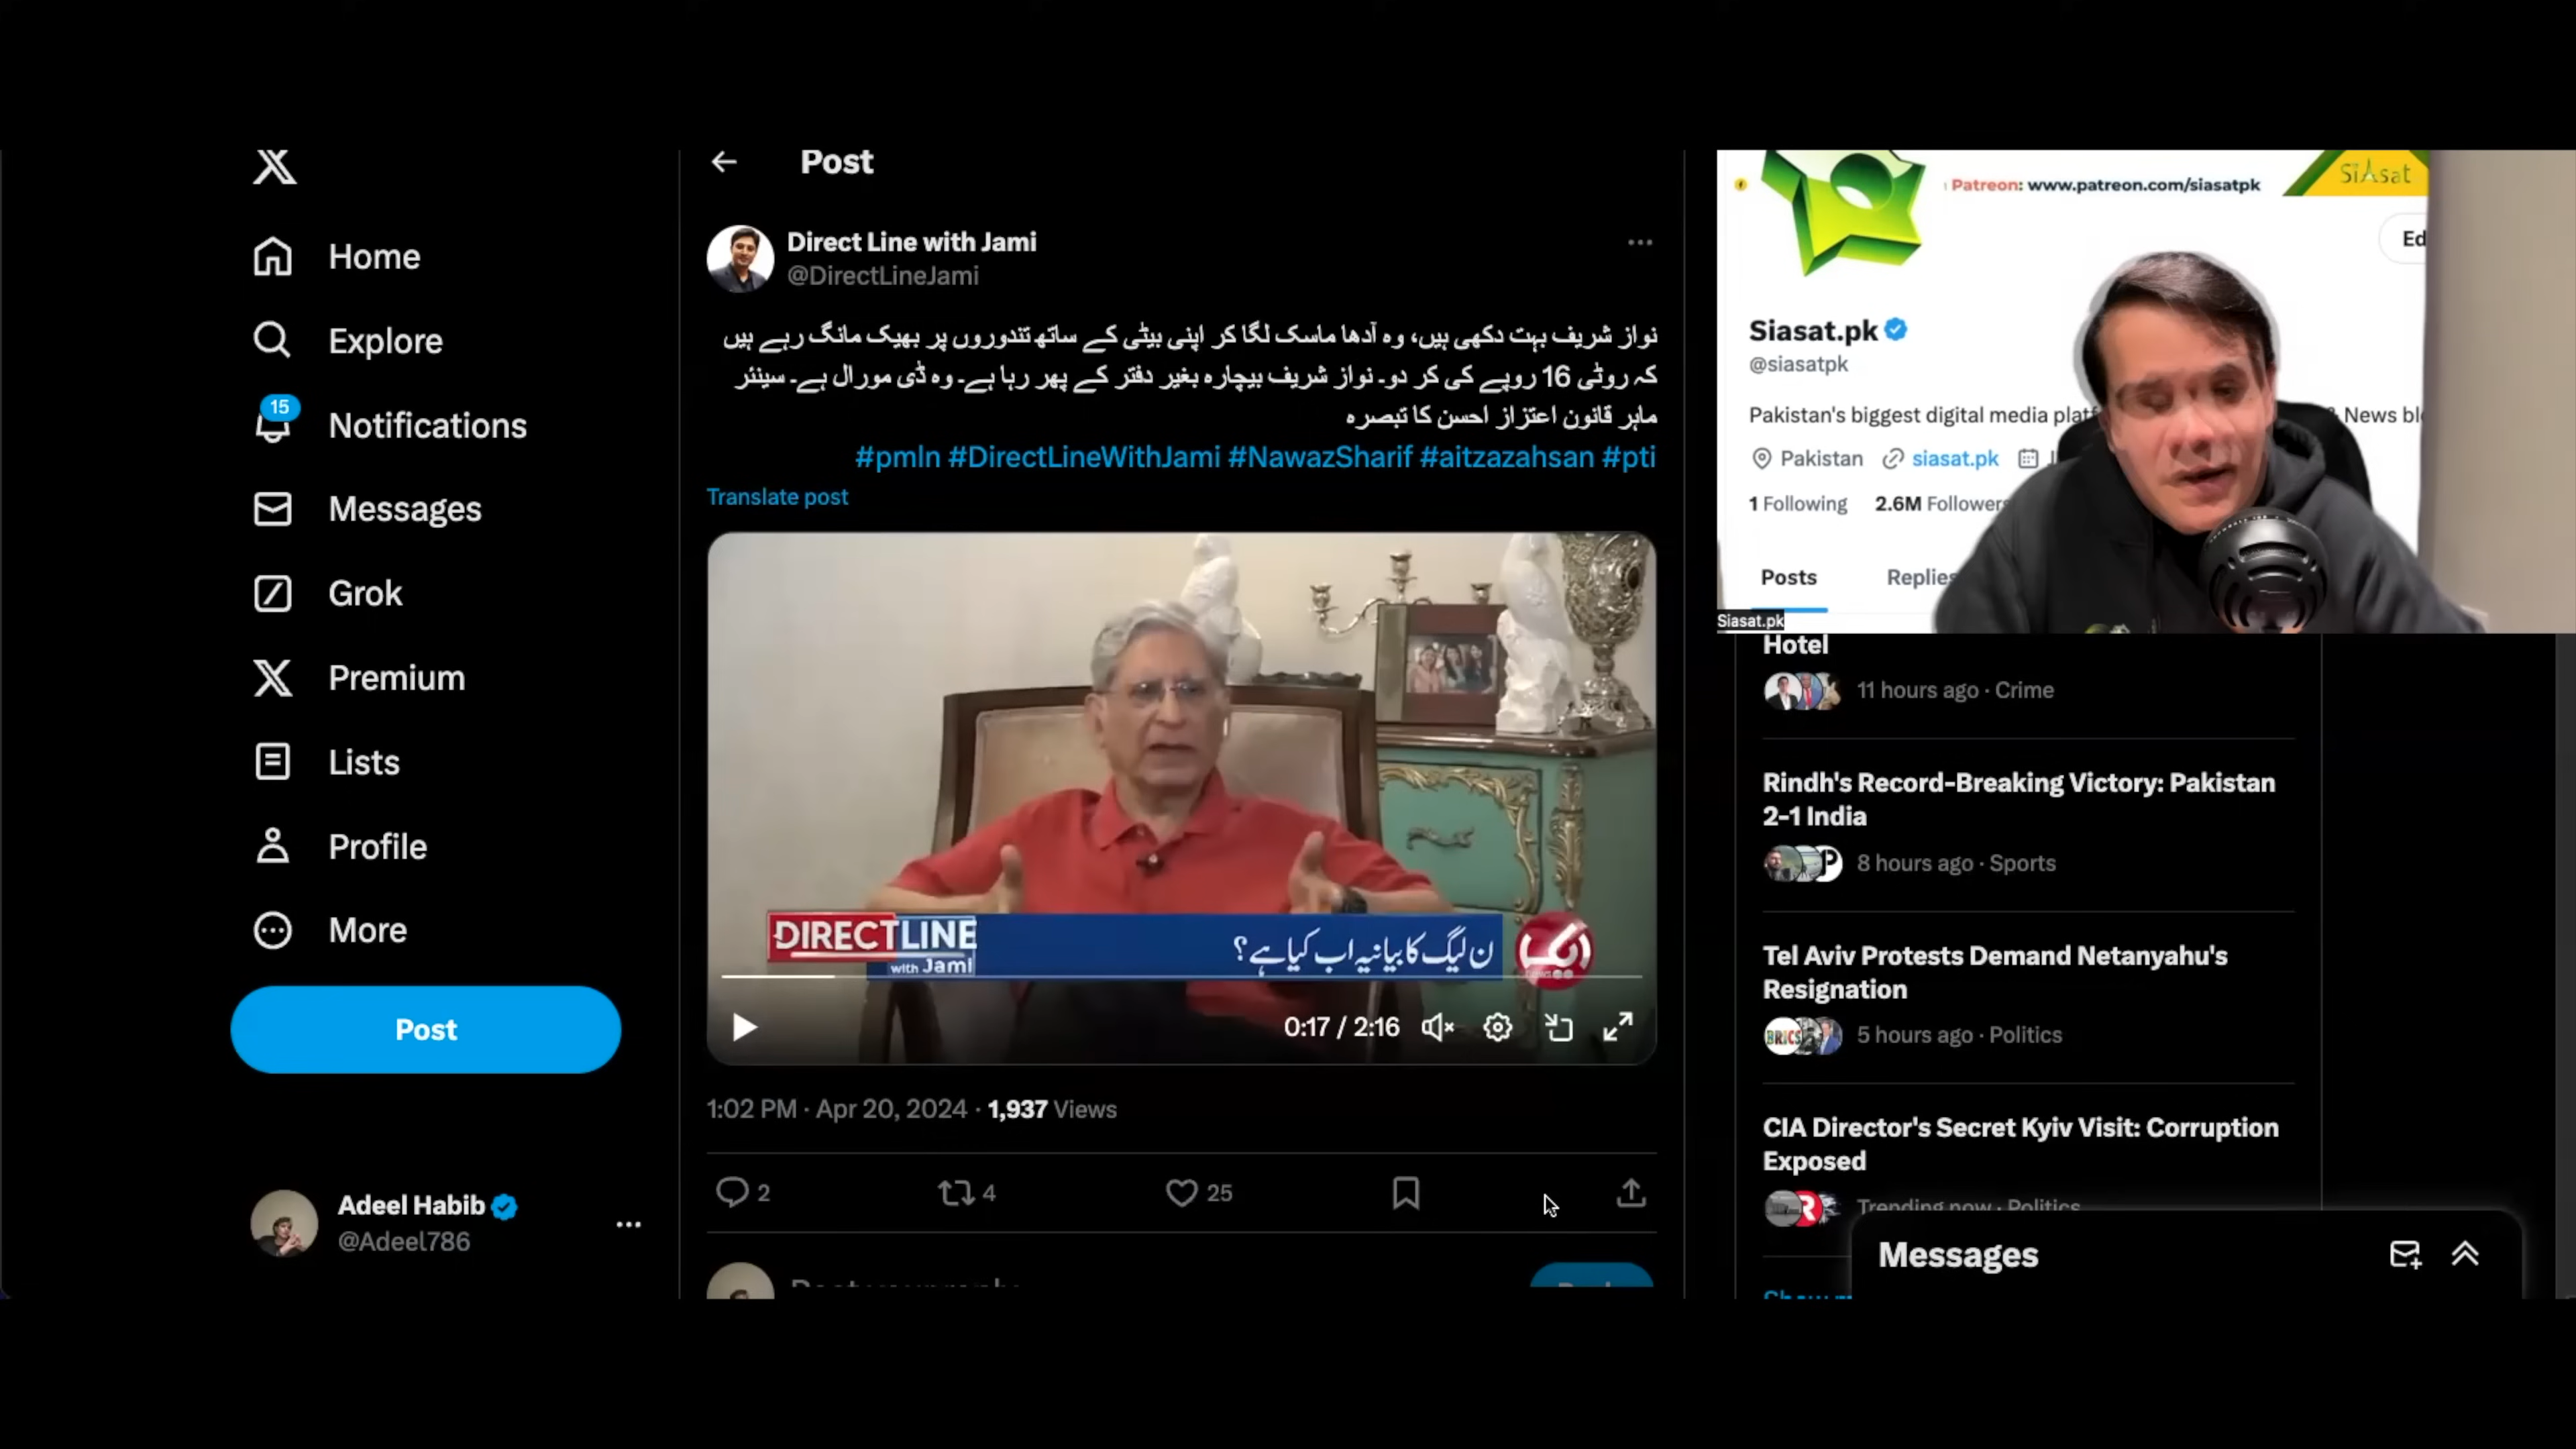 Home
Explore
15
Notifications
Messages
Grok
Premium
Lists
Profile
More
Post
Adeel Habib
@Adeel786
Post
Direct Line with Jami
@DirectLineJami
نواز شریف بہت دکھی ہیں، وہ آدھا ماسک لگا کر اپنی بیٹی کے ساتھ تندوروں پر بھیک مانگ رہے ہیں
کہ روٹی 16 روپے کی کر دو۔ نواز شریف بیچارہ بغیر دفتر کے پھر رہا ہے۔ وہ ڈی مورال ہے۔ سینئر
ماہر قانون اعتزاز احسن کا تبصرہ
#pmln #DirectLineWithJami #NawazSharif #aitzazahsan #pti
Translate post
DIRECTLINE
with Jami
ن لیگ کا بیانیہ اب کیا ہے؟
0:17 / 2:16
1:02 PM · Apr 20, 2024 · 1,937 Views
2
4
25
Patreon: www.patreon.com/siasatpk
SiAsat
Ed
Siasat.pk
@siasatpk
Pakistan's biggest digital media News
Pakistan siasat.pk
1 Following 2.6M Followers
Posts Replies
Siasat.pk
Hotel
11 hours ago · Crime
Rindh's Record-Breaking Victory: Pakistan
2-1 India
8 hours ago · Sports
Tel Aviv Protests Demand Netanyahu's
Resignation
BRICS
5 hours ago · Politics
CIA Director's Secret Kyiv Visit: Corruption
Exposed
Trending now · Politics
Messages